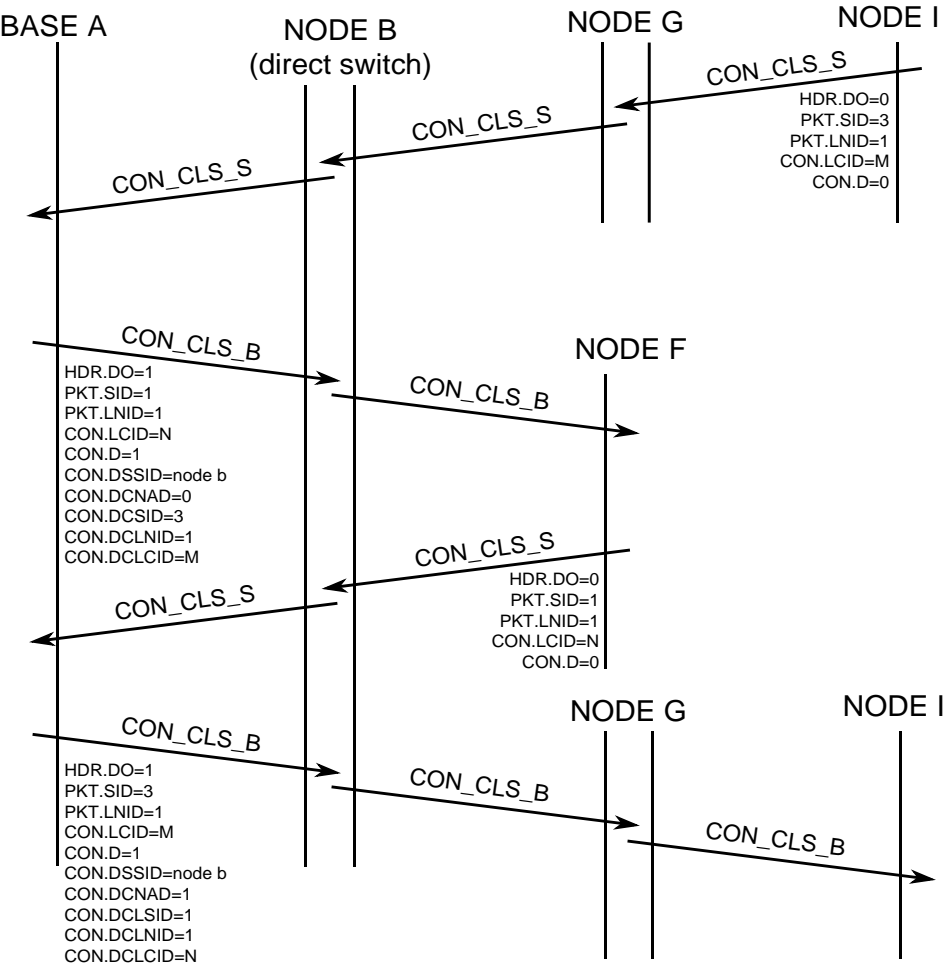 BASE A
NODE B
(direct switch)
NODE G
NODE I
CON_CLS_S
HDR.DO=0
PKT.SID=3
PKT.LNID=1
CON.LCID=M
CON.D=0
CON_CLS_S
CON_CLS_S
CON_CLS_B
HDR.DO=1
PKT.SID=1
PKT.LNID=1
CON.LCID=N
CON.D=1
CON.DSSID=node b
CON.DCNAD=0
CON.DCSID=3
CON.DCLNID=1
CON.DCLCID=M
NODE F
CON_CLS_B
CON_CLS_S
HDR.DO=0
PKT.SID=1
PKT.LNID=1
CON.LCID=N
CON.D=0
CON_CLS_S
NODE G
NODE I
CON_CLS_B
HDR.DO=1
PKT.SID=3
PKT.LNID=1
CON.LCID=M
CON.D=1
CON.DSSID=node b
CON.DCNAD=1
CON.DCLSID=1
CON.DCLNID=1
CON.DCLCID=N
CON_CLS_B
CON_CLS_B